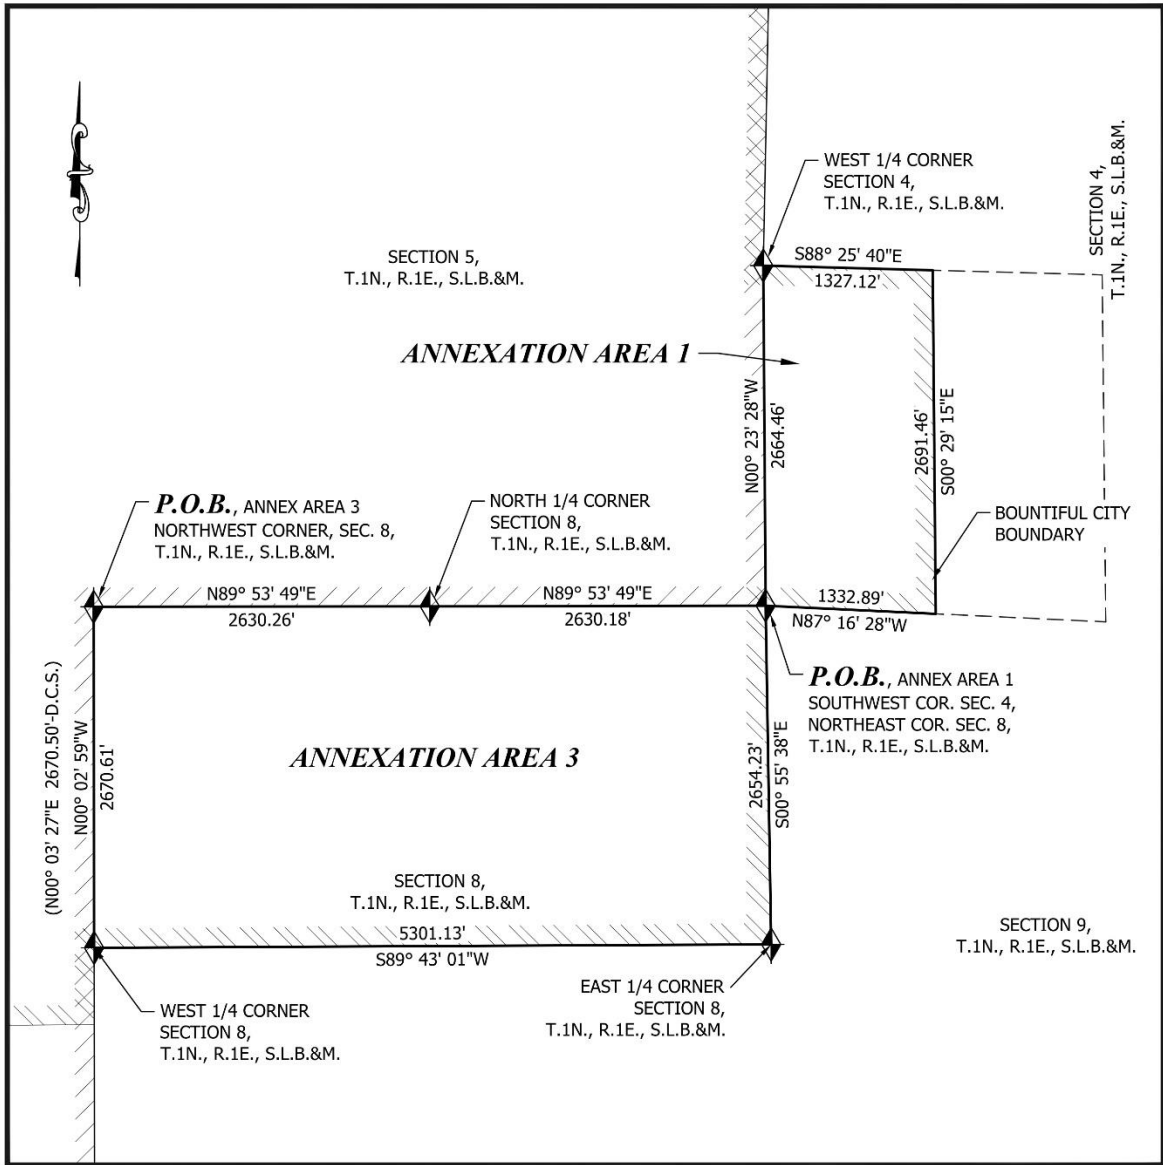 WEST 1/4 CORNER
SECTION 4,
T.1N., R.1E., S.L.B.&M.
SECTION 4,
T.1N., R.1E., S.L.B.&M.
SECTION 5,
T.1N., R.1E., S.L.B.&M.
S88° 25' 40"E
1327.12'
ANNEXATION AREA 1
N00° 23' 28"W
2664.46'
2691.46'
S00° 29' 15"E
P.O.B., ANNEX AREA 3
NORTHWEST CORNER, SEC. 8,
T.1N., R.1E., S.L.B.&M.
NORTH 1/4 CORNER
SECTION 8,
T.1N., R.1E., S.L.B.&M.
BOUNTIFUL CITY
BOUNDARY
N89° 53' 49"E
2630.26'
N89° 53' 49"E
2630.18'
1332.89'
N87° 16' 28"W
P.O.B., ANNEX AREA 1
SOUTHWEST COR. SEC. 4,
NORTHEAST COR. SEC. 8,
T.1N., R.1E., S.L.B.&M.
(N00° 03' 27"E 2670.50'-D.C.S.)
N00° 02' 59"W
2670.61'
ANNEXATION AREA 3
2654.23'
S00° 55' 38"E
SECTION 8,
T.1N., R.1E., S.L.B.&M.
5301.13'
S89° 43' 01"W
SECTION 9,
T.1N., R.1E., S.L.B.&M.
WEST 1/4 CORNER
SECTION 8,
T.1N., R.1E., S.L.B.&M.
EAST 1/4 CORNER
SECTION 8,
T.1N., R.1E., S.L.B.&M.